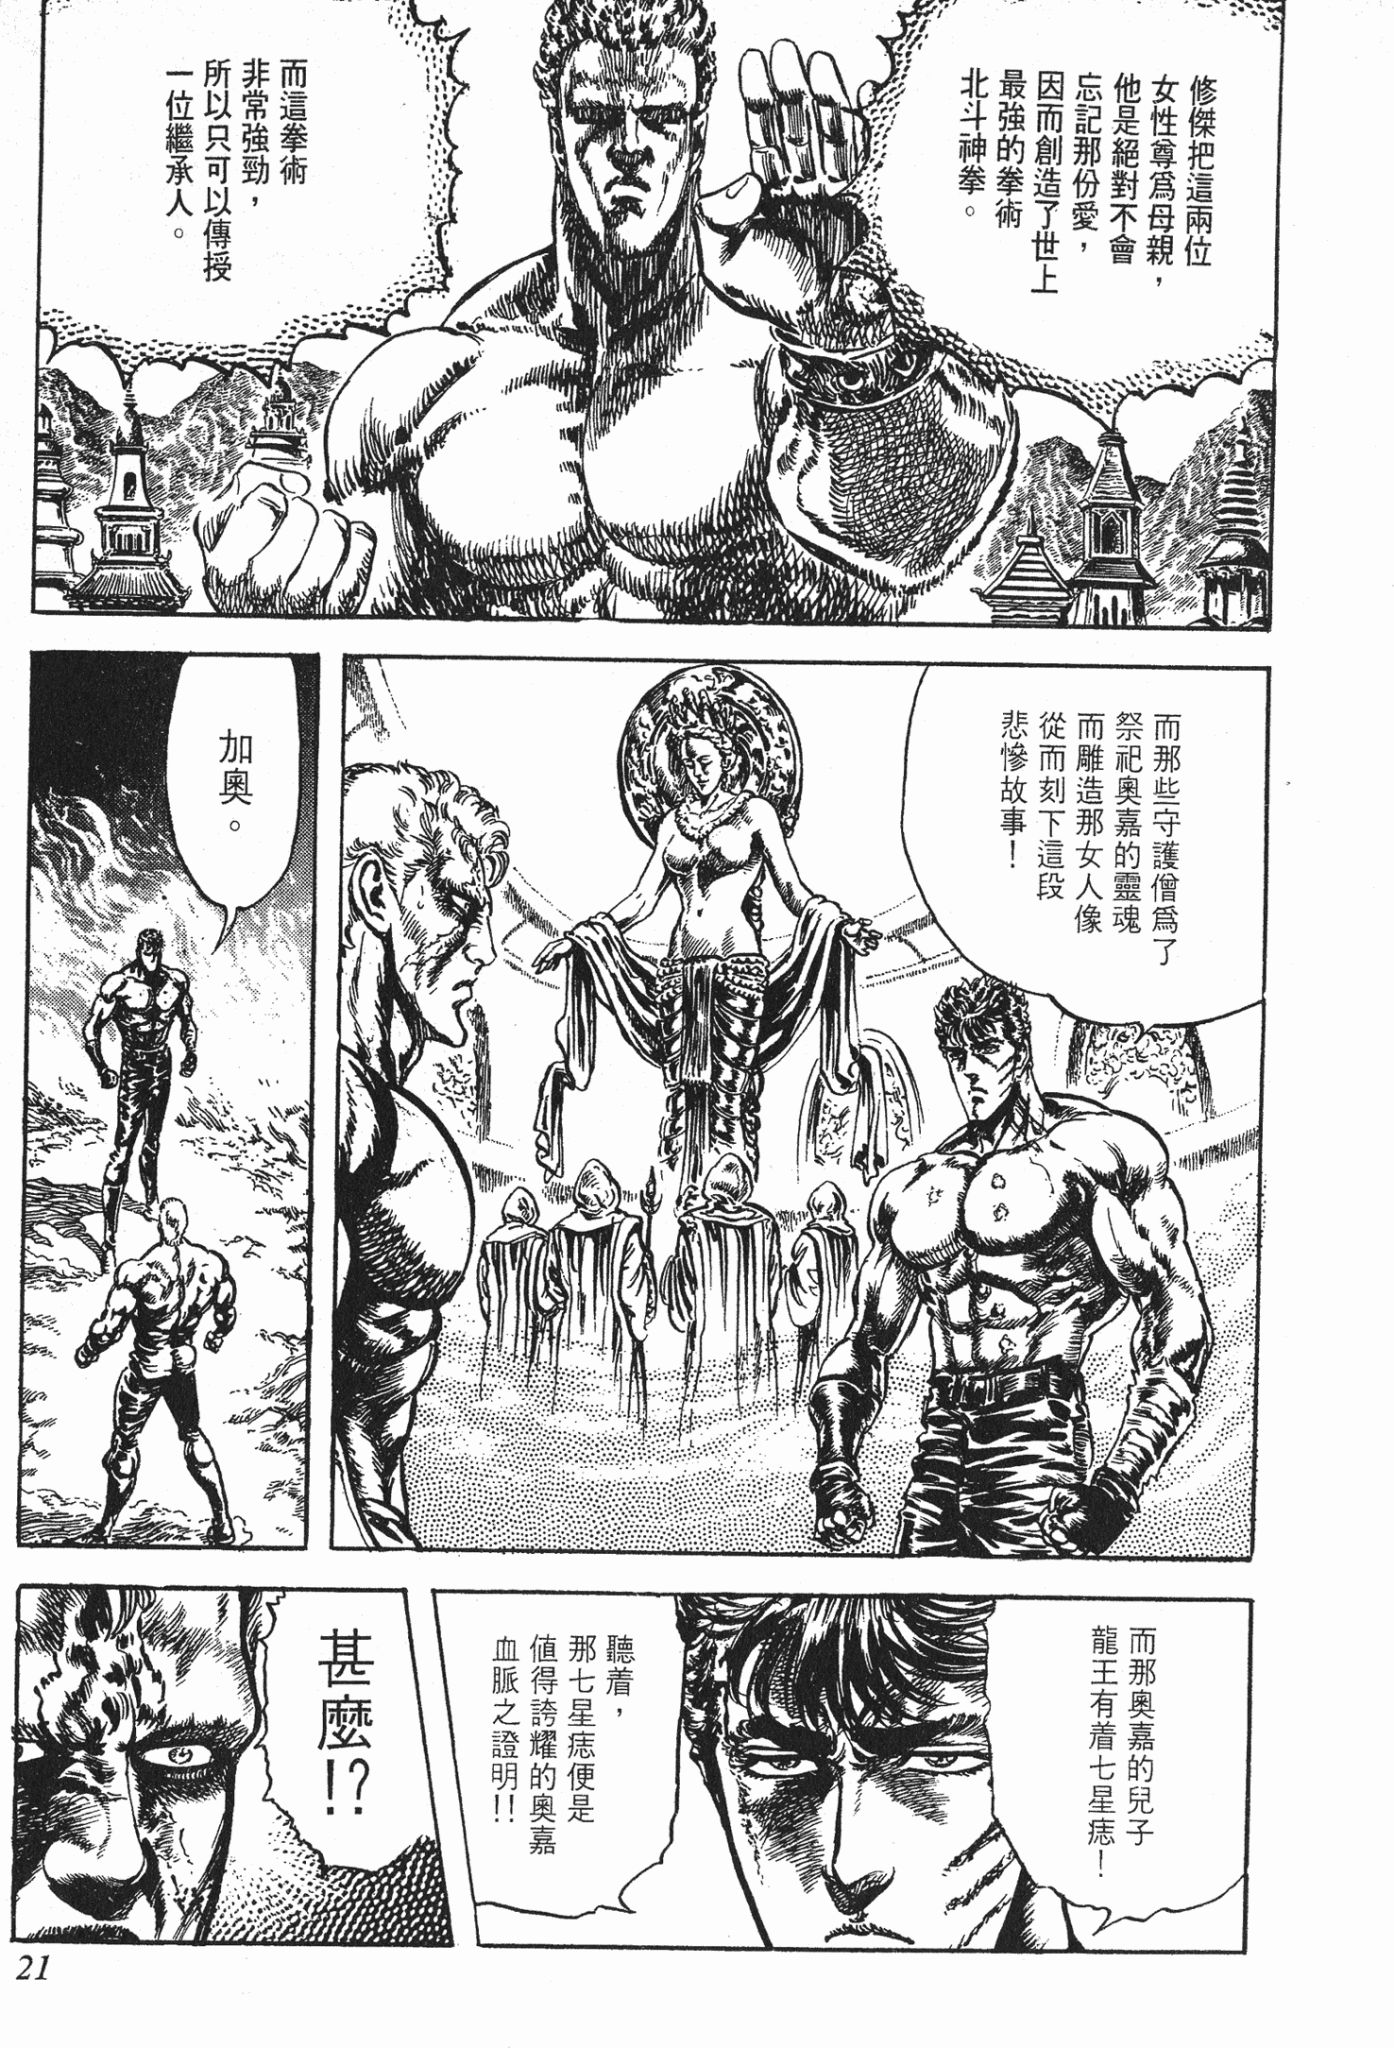 修傑把這兩位
女性尊爲母親，
他是絕對不會
忘記那份愛，
因而創造了世上
最強的拳術
北斗神拳。
而這拳術
非常強勁，
所以只可以傳授
一位繼承人。
而那些守護僧爲了
祭祀奧嘉的靈魂
而雕造那女人像
從而刻下這段
悲慘故事！
加奧。
而那奧嘉的兒子
龍王有着七星痣！
聽着，
那七星痣便是
値得誇耀的奧嘉
血脈之證明!!
甚麼!?
21